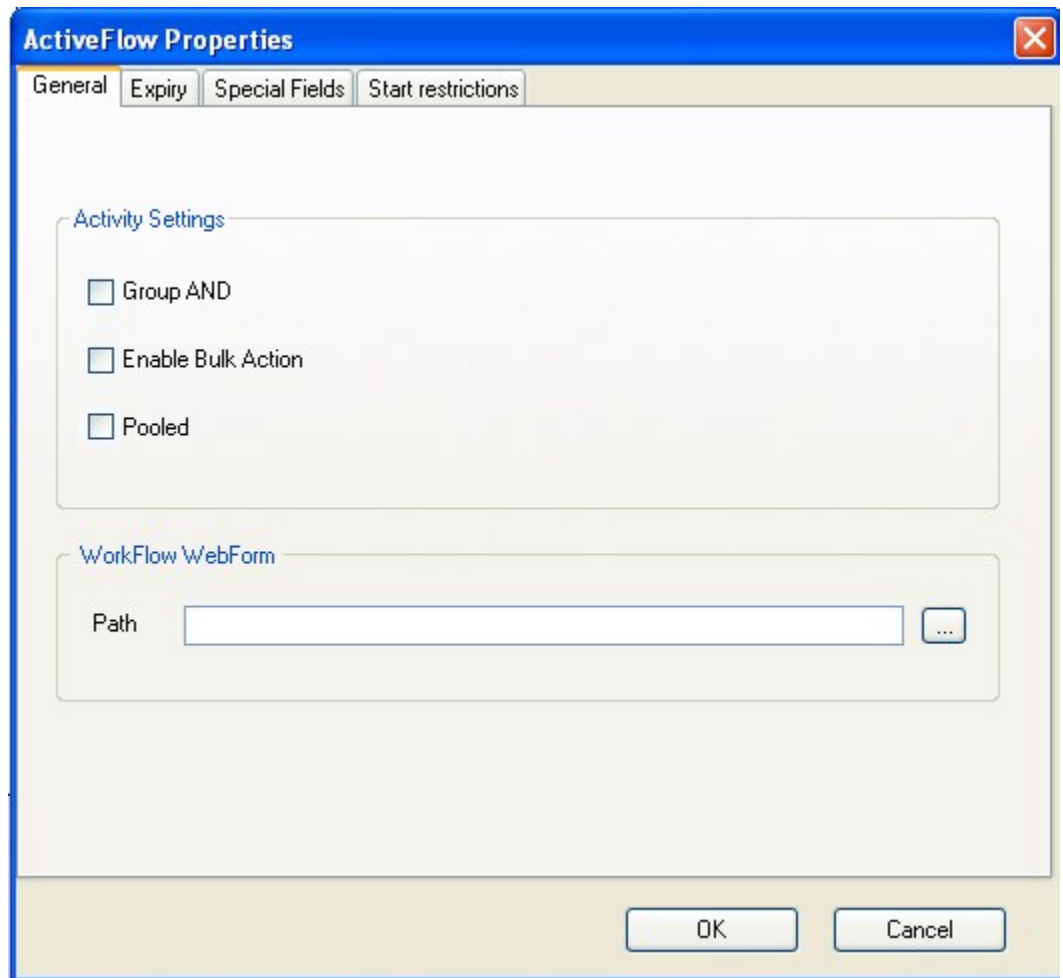 ActiveFlow Properties
General Expiry Special Fields Start restrictions
Activity Settings
Group AND
Enable Bulk Action
Pooled
WorkFlow WebForm
Path ...
OK Cancel